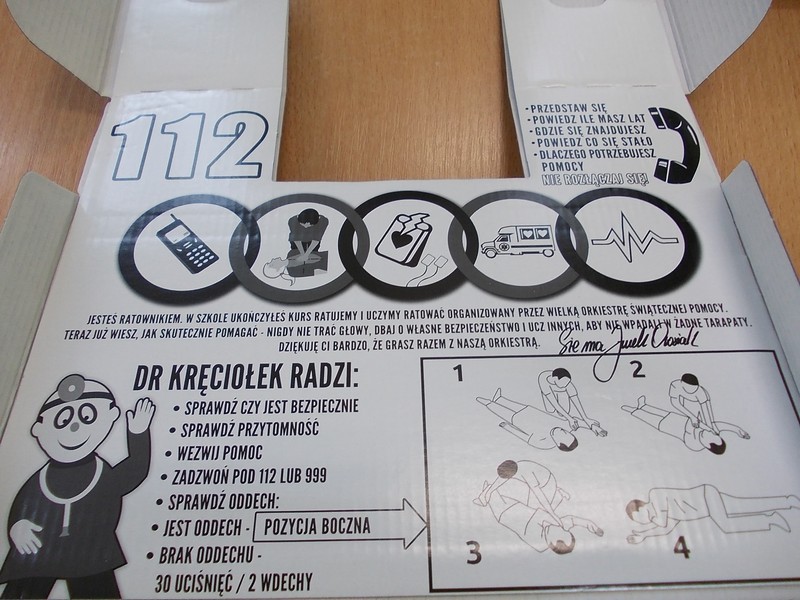 112
• PRZEDSTAW SIĘ
• POWIEDZ ILE MASZ LAT
• GDZIE SIĘ ZNAJDUJESZ
• POWIEDZ CO SIĘ STAŁO
• DLACZEGO POTRZEBUJESZ
POMOCY
NIE ROZŁĄCZAJ SIĘ!
JESTEŚ RATOWNIKIEM. W SZKOLE UKOŃCZYŁEŚ KURS RATUJEMY I UCZYMY RATOWAĆ ORGANIZOWANY PRZEZ WIELKĄ ORKIESTRĘ ŚWIĄTECZNEJ POMOCY.
TERAZ JUŻ WIESZ, JAK SKUTECZNIE POMAGAĆ - NIGDY NIE TRAĆ GŁOWY, DBAJ O WŁASNE BEZPIECZEŃSTWO I UCZ INNYCH, ABY NIE WPADALI W ŻADNE TARAPATY.
DZIĘKUJĘ CI BARDZO, ŻE GRASZ RAZEM Z NASZĄ ORKIESTRĄ. Sie ma Jurek Owsiak
DR KRĘCIOŁEK RADZI:
• SPRAWDŹ CZY JEST BEZPIECZNIE
• SPRAWDŹ PRZYTOMNOŚĆ
• WEZWIJ POMOC
• ZADZWOŃ POD 112 LUB 999
• SPRAWDŹ ODDECH:
• JEST ODDECH - POZYCJA BOCZNA
• BRAK ODDECHU -
30 UCIŚNIĘĆ / 2 WDECHY
1 2
3 4